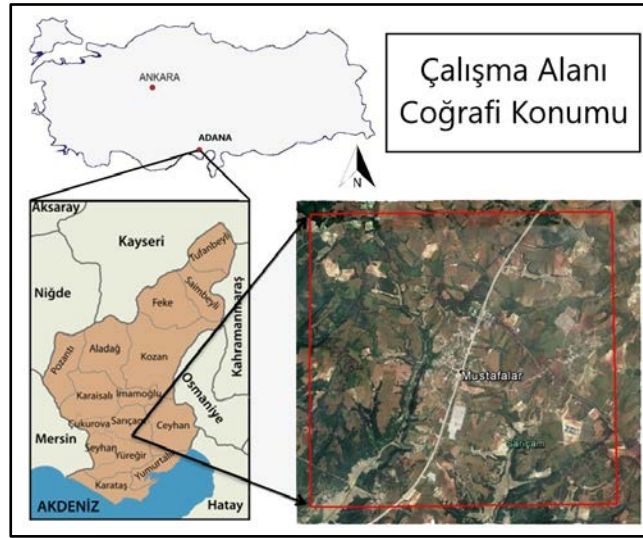 ANKARA
ADANA
Çalışma Alanı
Coğrafi Konumu
N
Aksaray
Kayseri
Niğde
Kahramanmaraş
Osmaniye
Mersin
Hatay
AKDENİZ
Tufanbeyli
Saimbeyli
Feke
Pozantı
Aladağ
Kozan
Karaisalı
İmamoğlu
Çukurova
Sarıçam
Ceyhan
Seyhan
Yüreğir
Yumurtalık
Karataş
Mustafalar
Sarıçam